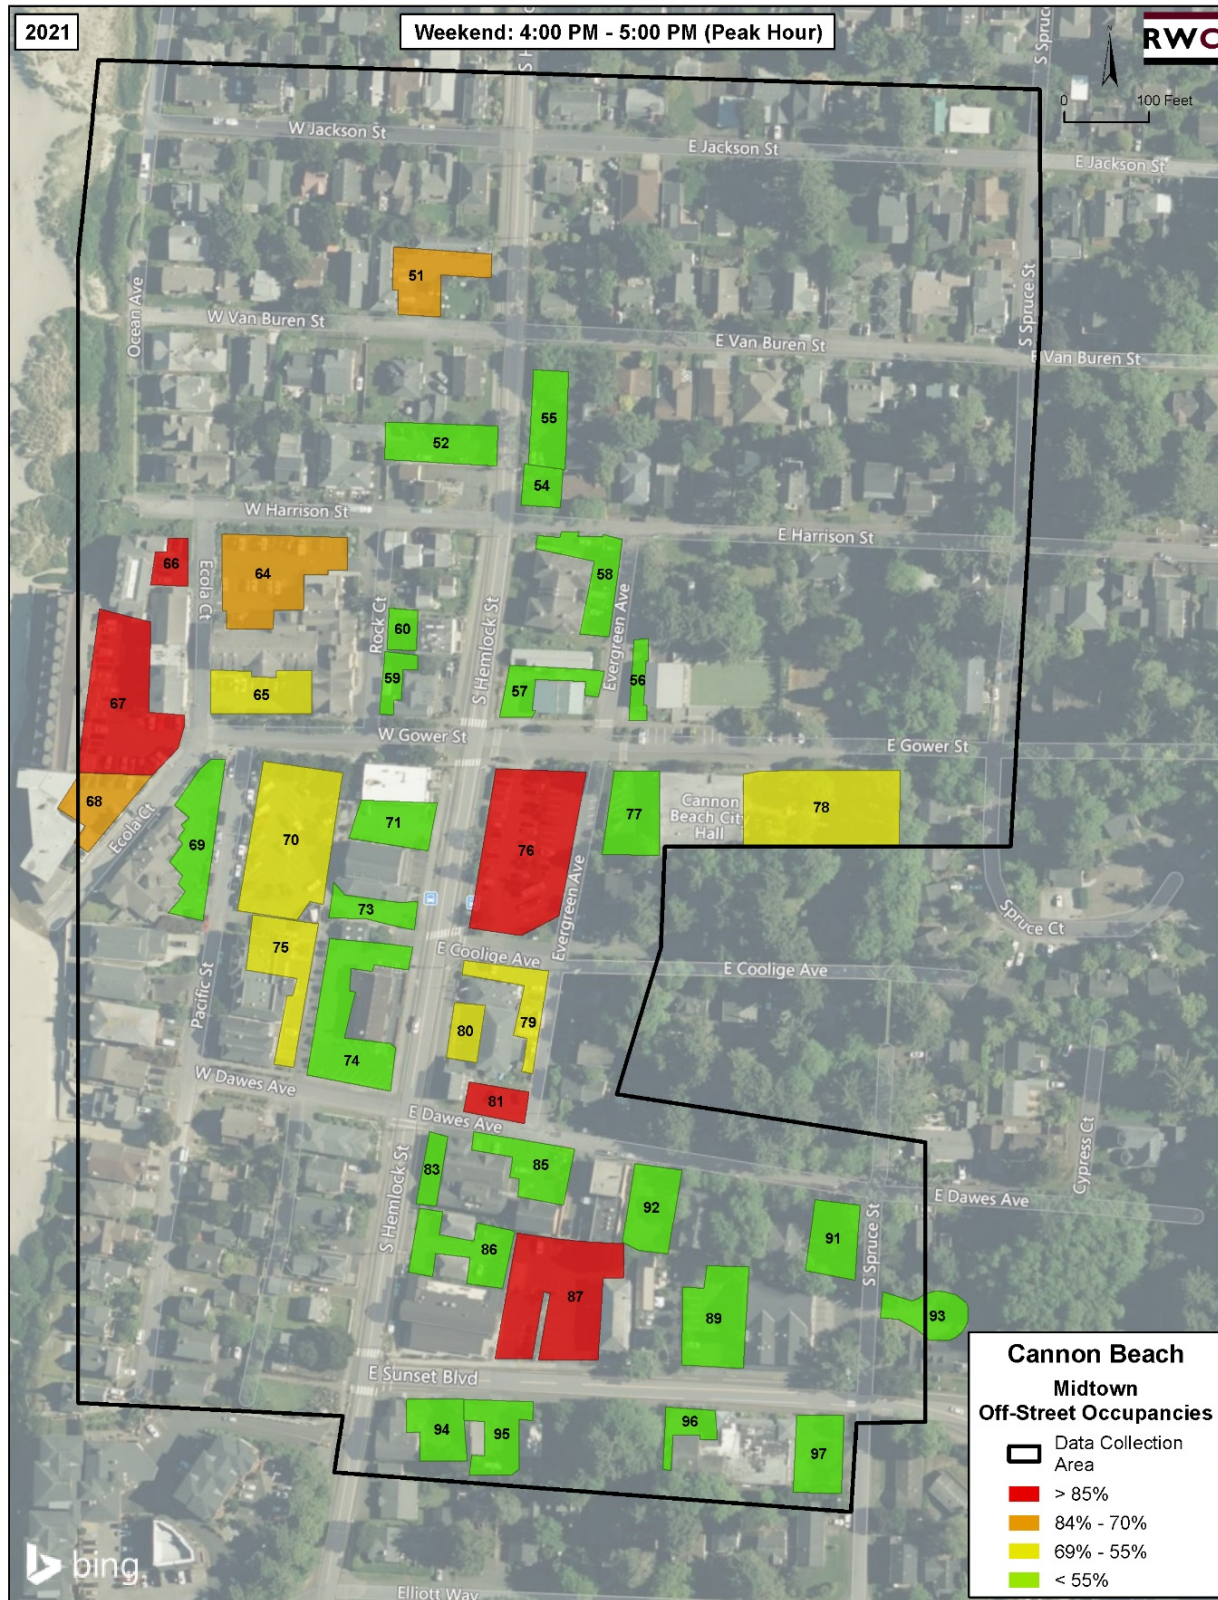 2021
Weekend: 4:00 PM - 5:00 PM (Peak Hour)
RWC
S H
S Spruce
0 100 Feet
W Jackson St
E Jackson St
E Jackson St
51
Ocean Ave
W Van Buren St
S Spruce St
E Van Buren St
E Van Buren St
55
52
54
W Harrison St
E Harrison St
66
64
58
Ecola Ct
Rock Ct
60
S Hemlock St
Evergreen Ave
59
56
57
65
67
W Gower St
E Gower St
68
Ecola Ct
69
70
71
76
77
Cannon
Beach City
Hall
78
73
Evergreen Ave
Spruce Ct
75
E Coolige Ave
E Coolige Ave
Pacific St
79
80
74
W Dawes Ave
81
E Dawes Ave
S Hemlock St
83
85
Cypress Ct
E Dawes Ave
92
91
S Spruce St
86
87
89
93
E Sunset Blvd
94
95
96
97
Cannon Beach
Midtown
Off-Street Occupancies
Data Collection
Area
> 85%
84% - 70%
69% - 55%
< 55%
bing
Elliott Way